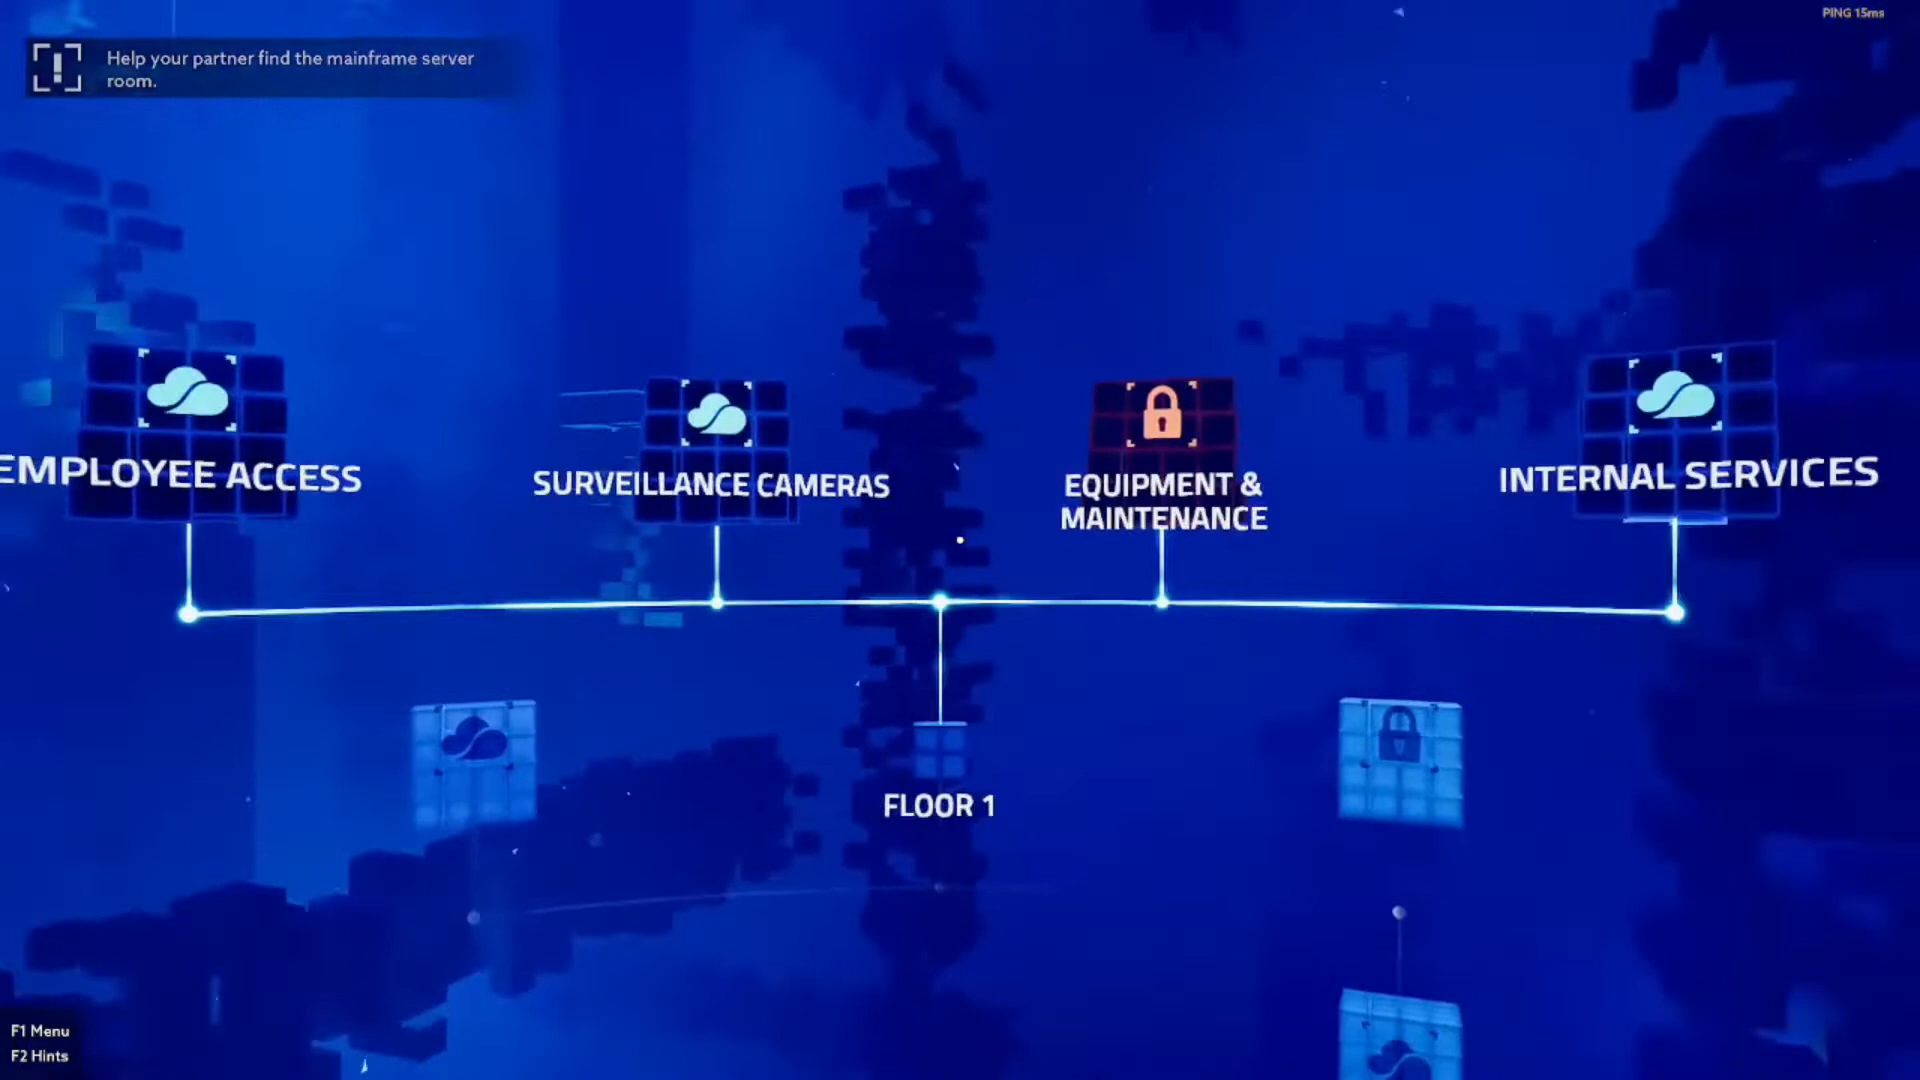 PING 15ms
Help your partner find the mainframe server
room.
EMPLOYEE ACCESS
SURVEILLANCE CAMERAS
EQUIPMENT &
MAINTENANCE
INTERNAL SERVICES
FLOOR 1
F1 Menu
F2 Hints